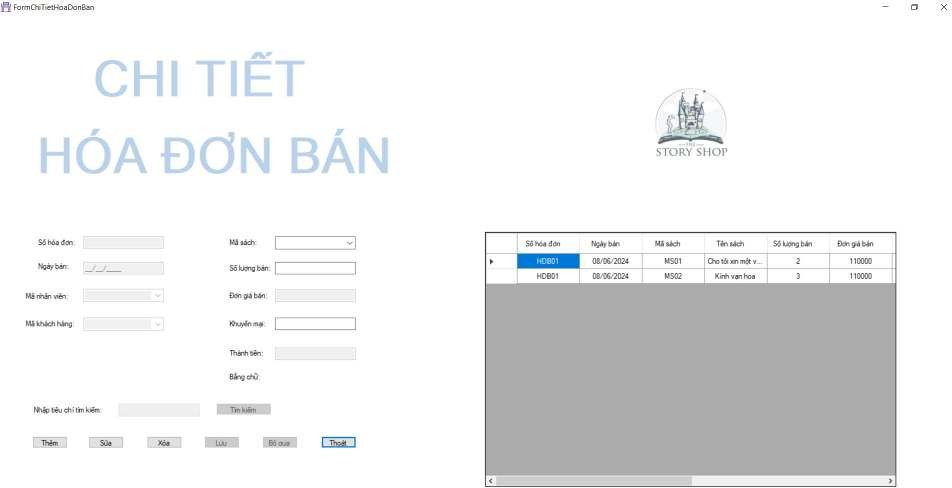 FormChiTietHoaDonBan
CHI TIẾT
HÓA ĐƠN BÁN
THE
STORY SHOP
Số hóa đơn:
Mã sách:
Ngày bán:
__/__/____
Số lượng bán:
Mã nhân viên:
Đơn giá bán:
Mã khách hàng:
Khuyến mại:
Thành tiền:
Bằng chữ:
Nhập tiêu chí tìm kiếm:
Tìm kiếm
Thêm Sửa Xóa Lưu Bỏ qua Thoát
Số hóa đơn Ngày bán Mã sách Tên sách Số lượng bán Đơn giá bán
HDB01 08/06/2024 MS01 Cho tôi xin một v... 2 110000
HDB01 08/06/2024 MS02 Kính vạn hoa 3 110000